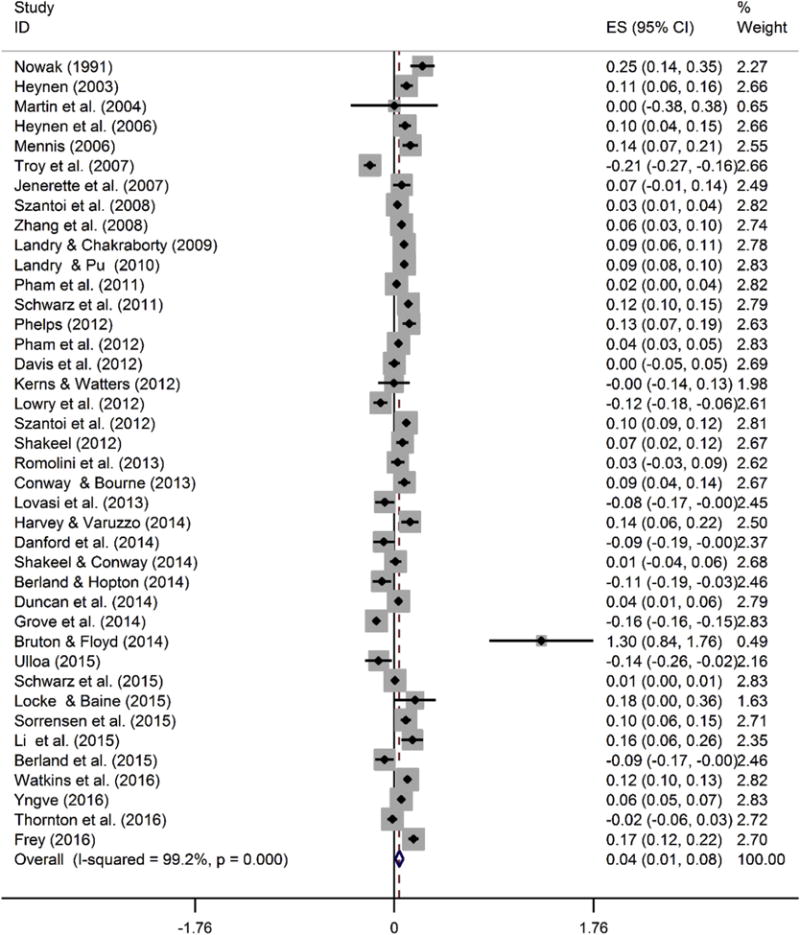 Study %
ID ES (95% CI) Weight
Nowak (1991) 0.25 (0.14, 0.35) 2.27
Heynen (2003) 0.11 (0.06, 0.16) 2.66
Martin et al. (2004) 0.00 (-0.38, 0.38) 0.65
Heynen et al. (2006) 0.10 (0.04, 0.15) 2.66
Mennis (2006) 0.14 (0.07, 0.21) 2.55
Troy et al. (2007) -0.21 (-0.27, -0.16) 2.66
Jenerette et al. (2007) 0.07 (-0.01, 0.14) 2.49
Szantoi et al. (2008) 0.03 (0.01, 0.04) 2.82
Zhang et al. (2008) 0.06 (0.03, 0.10) 2.74
Landry & Chakraborty (2009) 0.09 (0.06, 0.11) 2.78
Landry & Pu (2010) 0.09 (0.08, 0.10) 2.83
Pham et al. (2011) 0.02 (0.00, 0.04) 2.82
Schwarz et al. (2011) 0.12 (0.10, 0.15) 2.79
Phelps (2012) 0.13 (0.07, 0.19) 2.63
Pham et al. (2012) 0.04 (0.03, 0.05) 2.83
Davis et al. (2012) 0.00 (-0.05, 0.05) 2.69
Kerns & Watters (2012) -0.00 (-0.14, 0.13) 1.98
Lowry et al. (2012) -0.12 (-0.18, -0.06) 2.61
Szantoi et al. (2012) 0.10 (0.09, 0.12) 2.81
Shakeel (2012) 0.07 (0.02, 0.12) 2.67
Romolini et al. (2013) 0.03 (-0.03, 0.09) 2.62
Conway & Bourne (2013) 0.09 (0.04, 0.14) 2.67
Lovasi et al. (2013) -0.08 (-0.17, -0.00) 2.45
Harvey & Varuzzo (2014) 0.14 (0.06, 0.22) 2.50
Danford et al. (2014) -0.09 (-0.19, -0.00) 2.37
Shakeel & Conway (2014) 0.01 (-0.04, 0.06) 2.68
Berland & Hopton (2014) -0.11 (-0.19, -0.03) 2.46
Duncan et al. (2014) 0.04 (0.01, 0.06) 2.79
Grove et al. (2014) -0.16 (-0.16, -0.15) 2.83
Bruton & Floyd (2014) 1.30 (0.84, 1.76) 0.49
Ulloa (2015) -0.14 (-0.26, -0.02) 2.16
Schwarz et al. (2015) 0.01 (0.00, 0.01) 2.83
Locke & Baine (2015) 0.18 (0.00, 0.36) 1.63
Sorrensen et al. (2015) 0.10 (0.06, 0.15) 2.71
Li et al. (2015) 0.16 (0.06, 0.26) 2.35
Berland et al. (2015) -0.09 (-0.17, -0.00) 2.46
Watkins et al. (2016) 0.12 (0.10, 0.13) 2.82
Yngve (2016) 0.06 (0.05, 0.07) 2.83
Thornton et al. (2016) -0.02 (-0.06, 0.03) 2.72
Frey (2016) 0.17 (0.12, 0.22) 2.70
Overall (I-squared = 99.2%, p = 0.000) 0.04 (0.01, 0.08) 100.00
-1.76 0 1.76